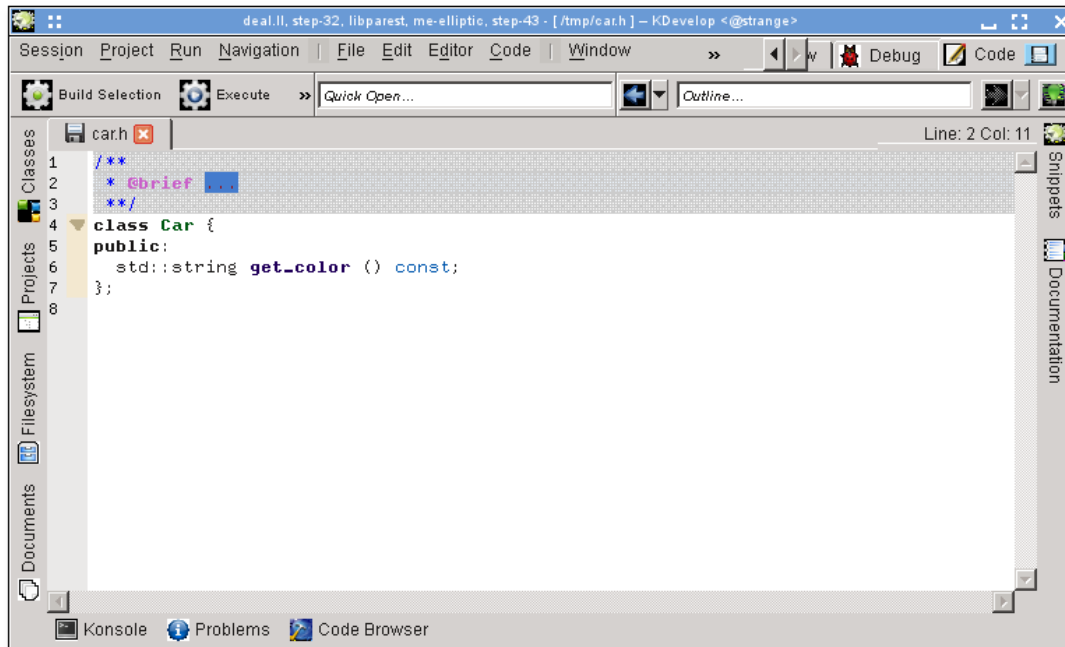 deal.II, step-32, libparest, me-elliptic, step-43 - [ /tmp/car.h ] – KDevelop <@strange>
Session Project Run Navigation | File Edit Editor Code | Window » w Debug Code
Build Selection Execute » Quick Open... Outline...
car.h Line: 2 Col: 11
Classes
Projects
Filesystem
Documents
1 /**
2 * @brief ...
3 **/
4 class Car {
5 public:
6 std::string get_color () const;
7 };
8
Snippets
Documentation
Konsole Problems Code Browser